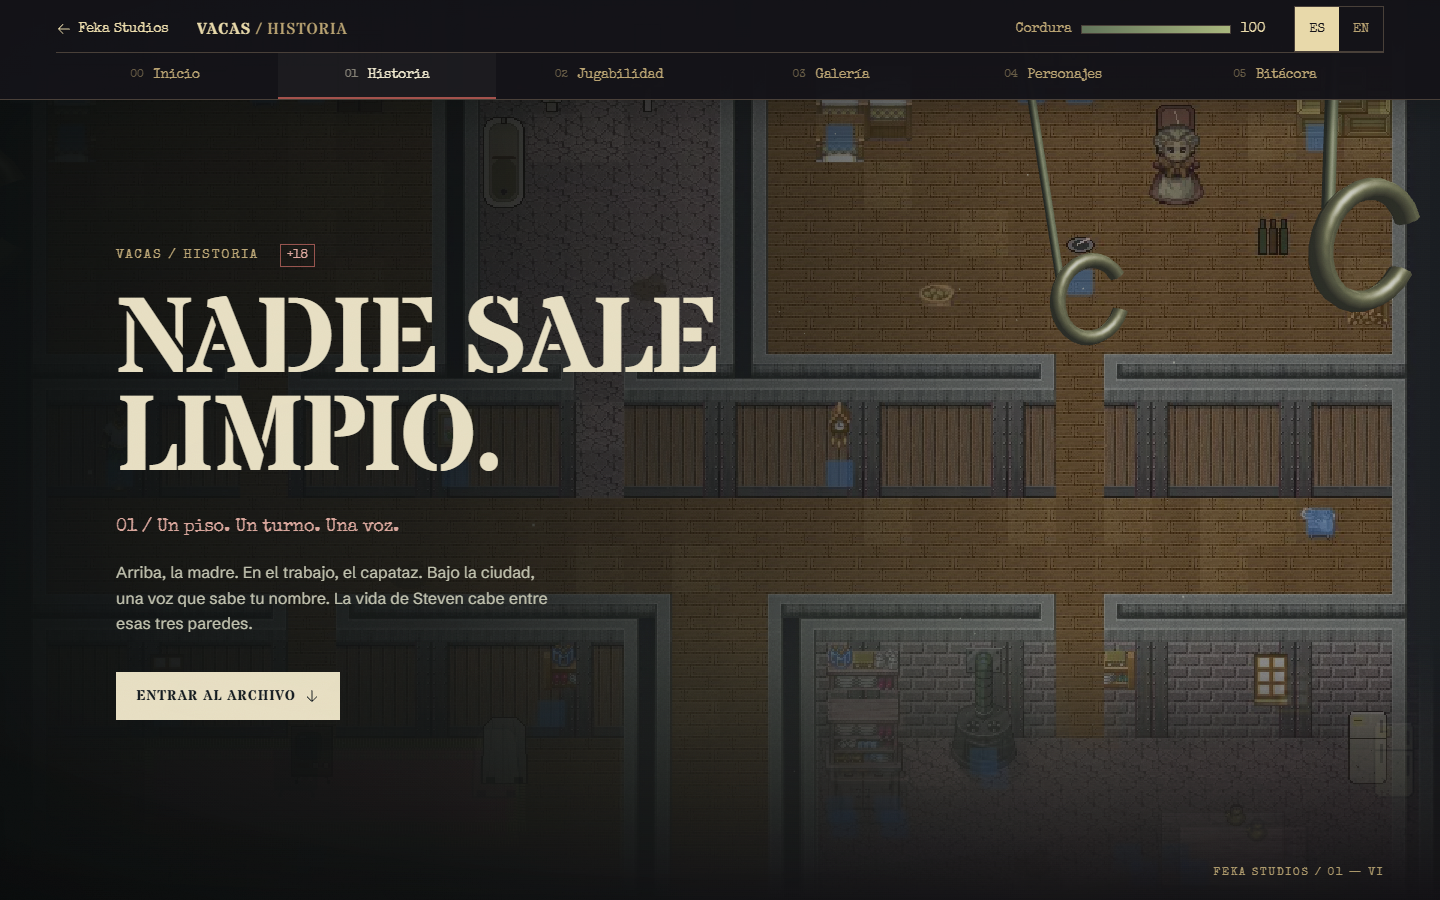 ← Feka Studios VACAS / HISTORIA Cordura 100 ES EN
00 Inicio 01 Historia 02 Jugabilidad 03 Galería 04 Personajes 05 Bitácora
VACAS / HISTORIA +18
NADIE SALE
LIMPIO.
01 / Un piso. Un turno. Una voz.
Arriba, la madre. En el trabajo, el capataz. Bajo la ciudad,
una voz que sabe tu nombre. La vida de Steven cabe entre
esas tres paredes.
ENTRAR AL ARCHIVO ↓
FEKA STUDIOS / 01 — VI